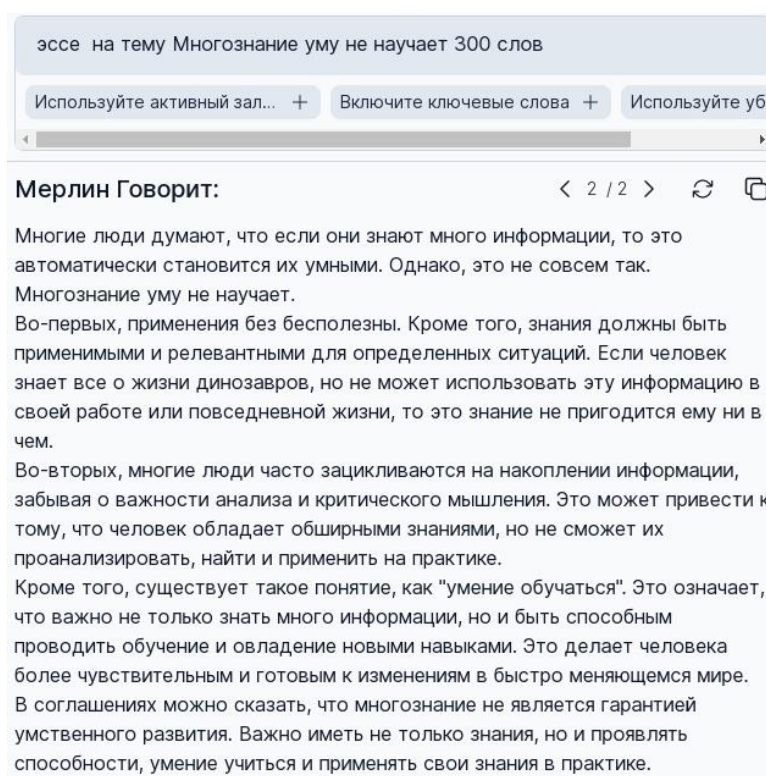 эссе на тему Многознание уму не научает 300 слов
Используйте активный зал... + Включите ключевые слова + Используйте уб
Мерлин Говорит: < 2 / 2 >
Многие люди думают, что если они знают много информации, то это
автоматически становится их умными. Однако, это не совсем так.
Многознание уму не научает.
Во-первых, применения без бесполезны. Кроме того, знания должны быть
применимыми и релевантными для определенных ситуаций. Если человек
знает все о жизни динозавров, но не может использовать эту информацию в
своей работе или повседневной жизни, то это знание не пригодится ему ни в
чем.
Во-вторых, многие люди часто зацикливаются на накоплении информации,
забывая о важности анализа и критического мышления. Это может привести к
тому, что человек обладает обширными знаниями, но не сможет их
проанализировать, найти и применить на практике.
Кроме того, существует такое понятие, как "умение обучаться". Это означает,
что важно не только знать много информации, но и быть способным
проводить обучение и овладение новыми навыками. Это делает человека
более чувствительным и готовым к изменениям в быстро меняющемся мире.
В соглашениях можно сказать, что многознание не является гарантией
умственного развития. Важно иметь не только знания, но и проявлять
способности, умение учиться и применять свои знания в практике.